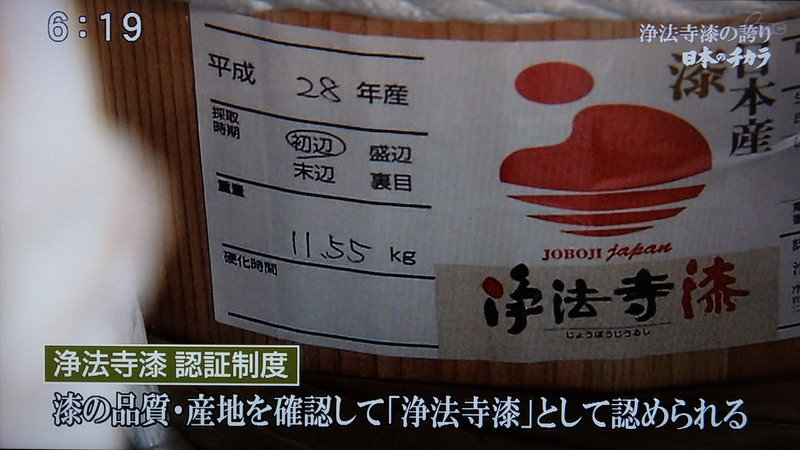 6:19
浄法寺漆の誇り
日本のチカラ
平成 28 年産
採取時期
初辺 盛辺
末辺 裏目
重量
11.55 kg
硬化時間
日本産
漆
JOBOJI japan
浄法寺漆
じょうぼうじうるし
浄法寺漆 認証制度
漆の品質・産地を確認して「浄法寺漆」として認められる